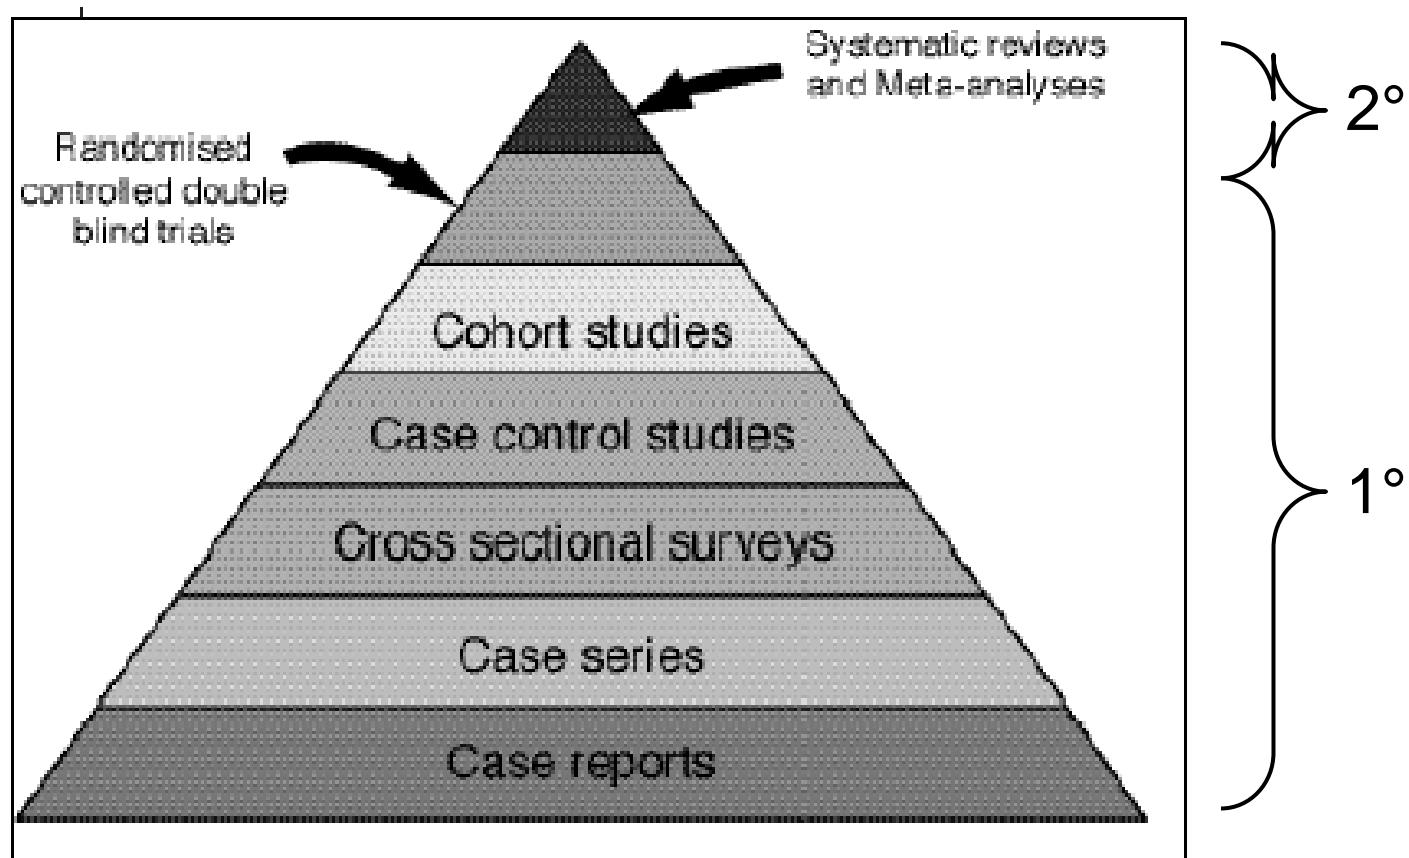 Systematic reviews
and Meta-analyses
2°
Randomised
controlled double
blind trials
Cohort studies
Case control studies
1°
Cross sectional surveys
Case series
Case reports